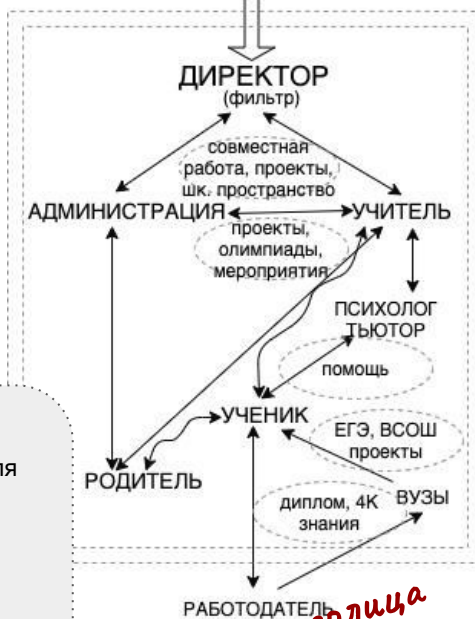 ДИРЕКТОР
(фильтр)
совместная
работа, проекты,
шк. пространство
АДМИНИСТРАЦИЯ
УЧИТЕЛЬ
проекты,
олимпиады,
мероприятия
ПСИХОЛОГ
ТЬЮТОР
помощь
УЧЕНИК
ЕГЭ, ВСОШ
проекты
РОДИТЕЛЬ
диплом, 4К
знания
ВУЗЫ
РАБОТОДАТЕЛЬ